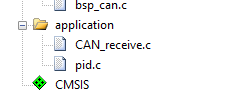 bsp_can.c
application
CAN_receive.c
pid.c
CMSIS